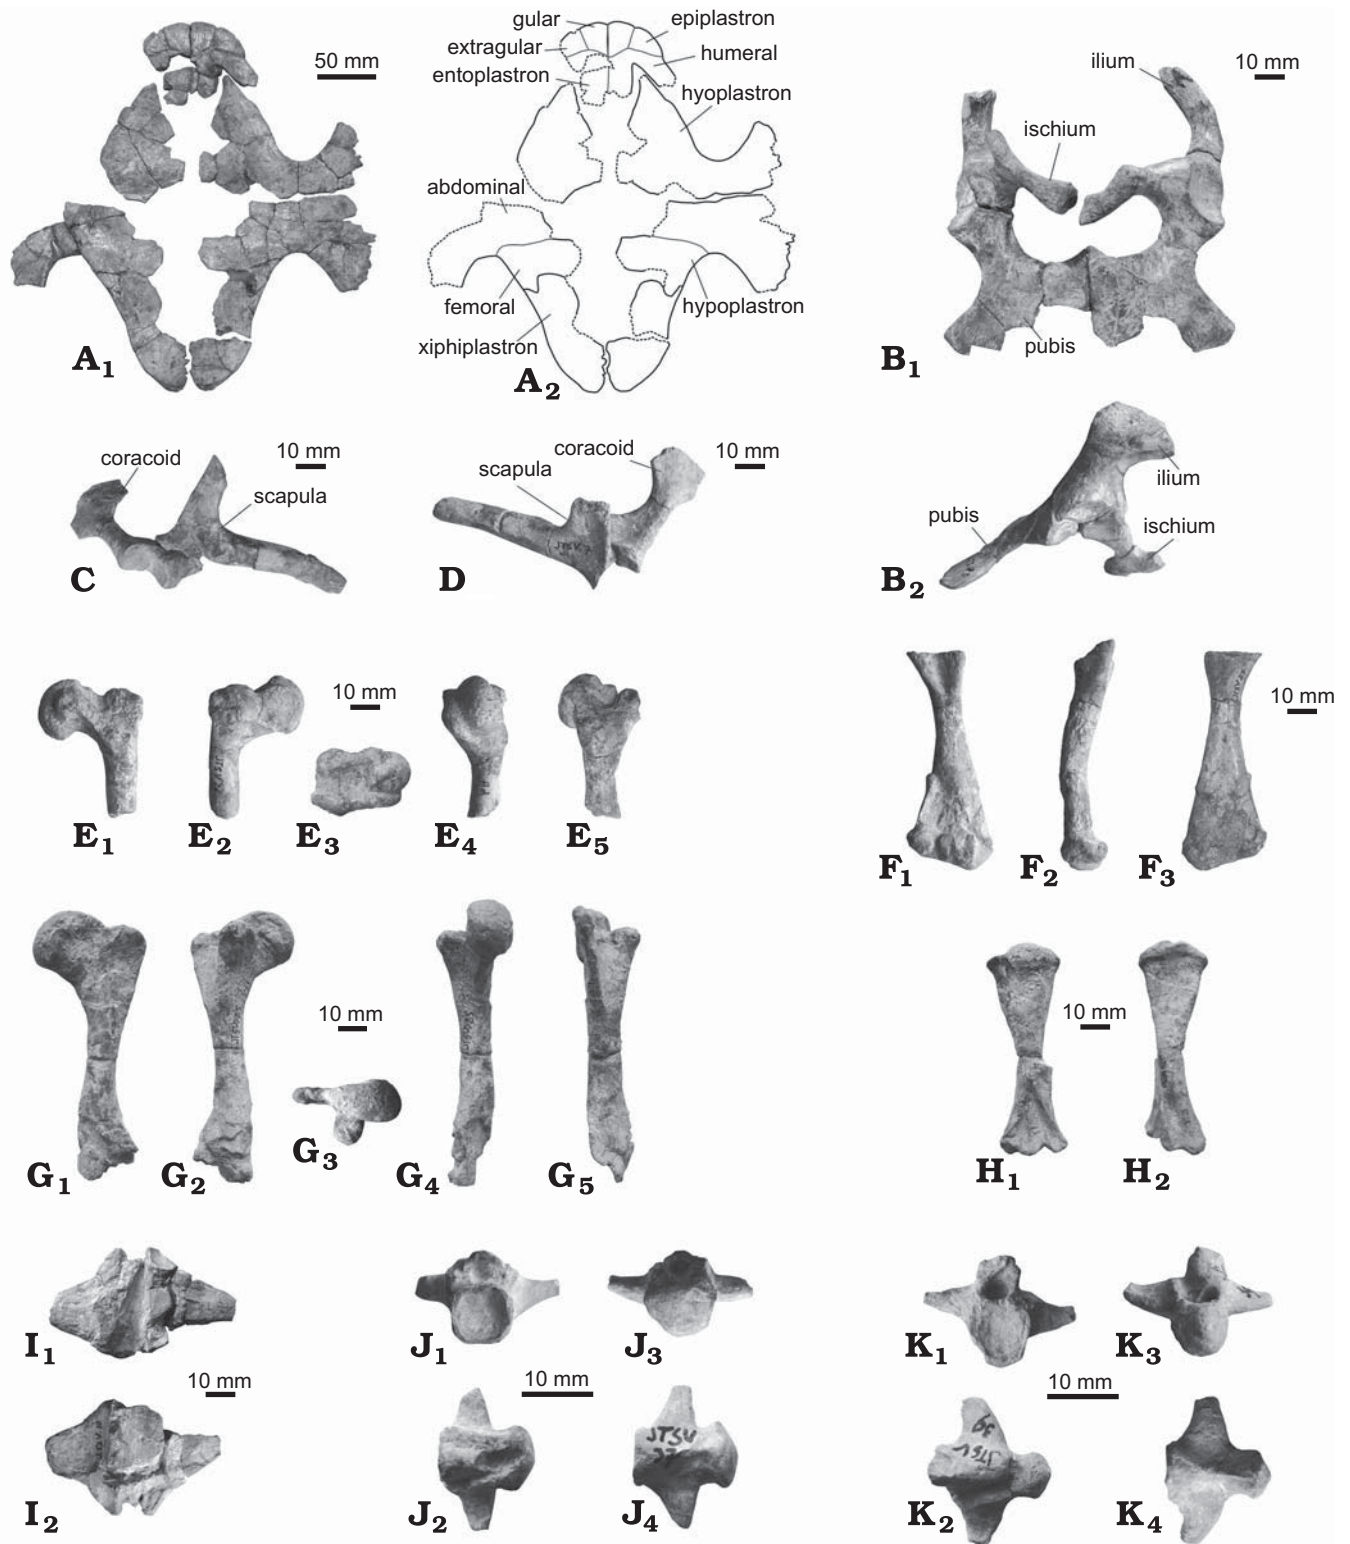 gular
epiplastron
extragular
humeral
entoplastron
hyoplastron
50 mm
abdominal
femoral
hypoplastron
xiphiplastron
A1
A2
ilium
10 mm
ischium
pubis
B1
coracoid
10 mm
scapula
C
coracoid
10 mm
scapula
D
ilium
pubis
ischium
B2
10 mm
E1
E2
E3
E4
E5
10 mm
F1
F2
F3
10 mm
G1
G2
G3
G4
G5
10 mm
H1
H2
I1
10 mm
I2
J1
J3
10 mm
JTSV
J2
J4
K1
K3
10 mm
39
JTSV
K2
K4